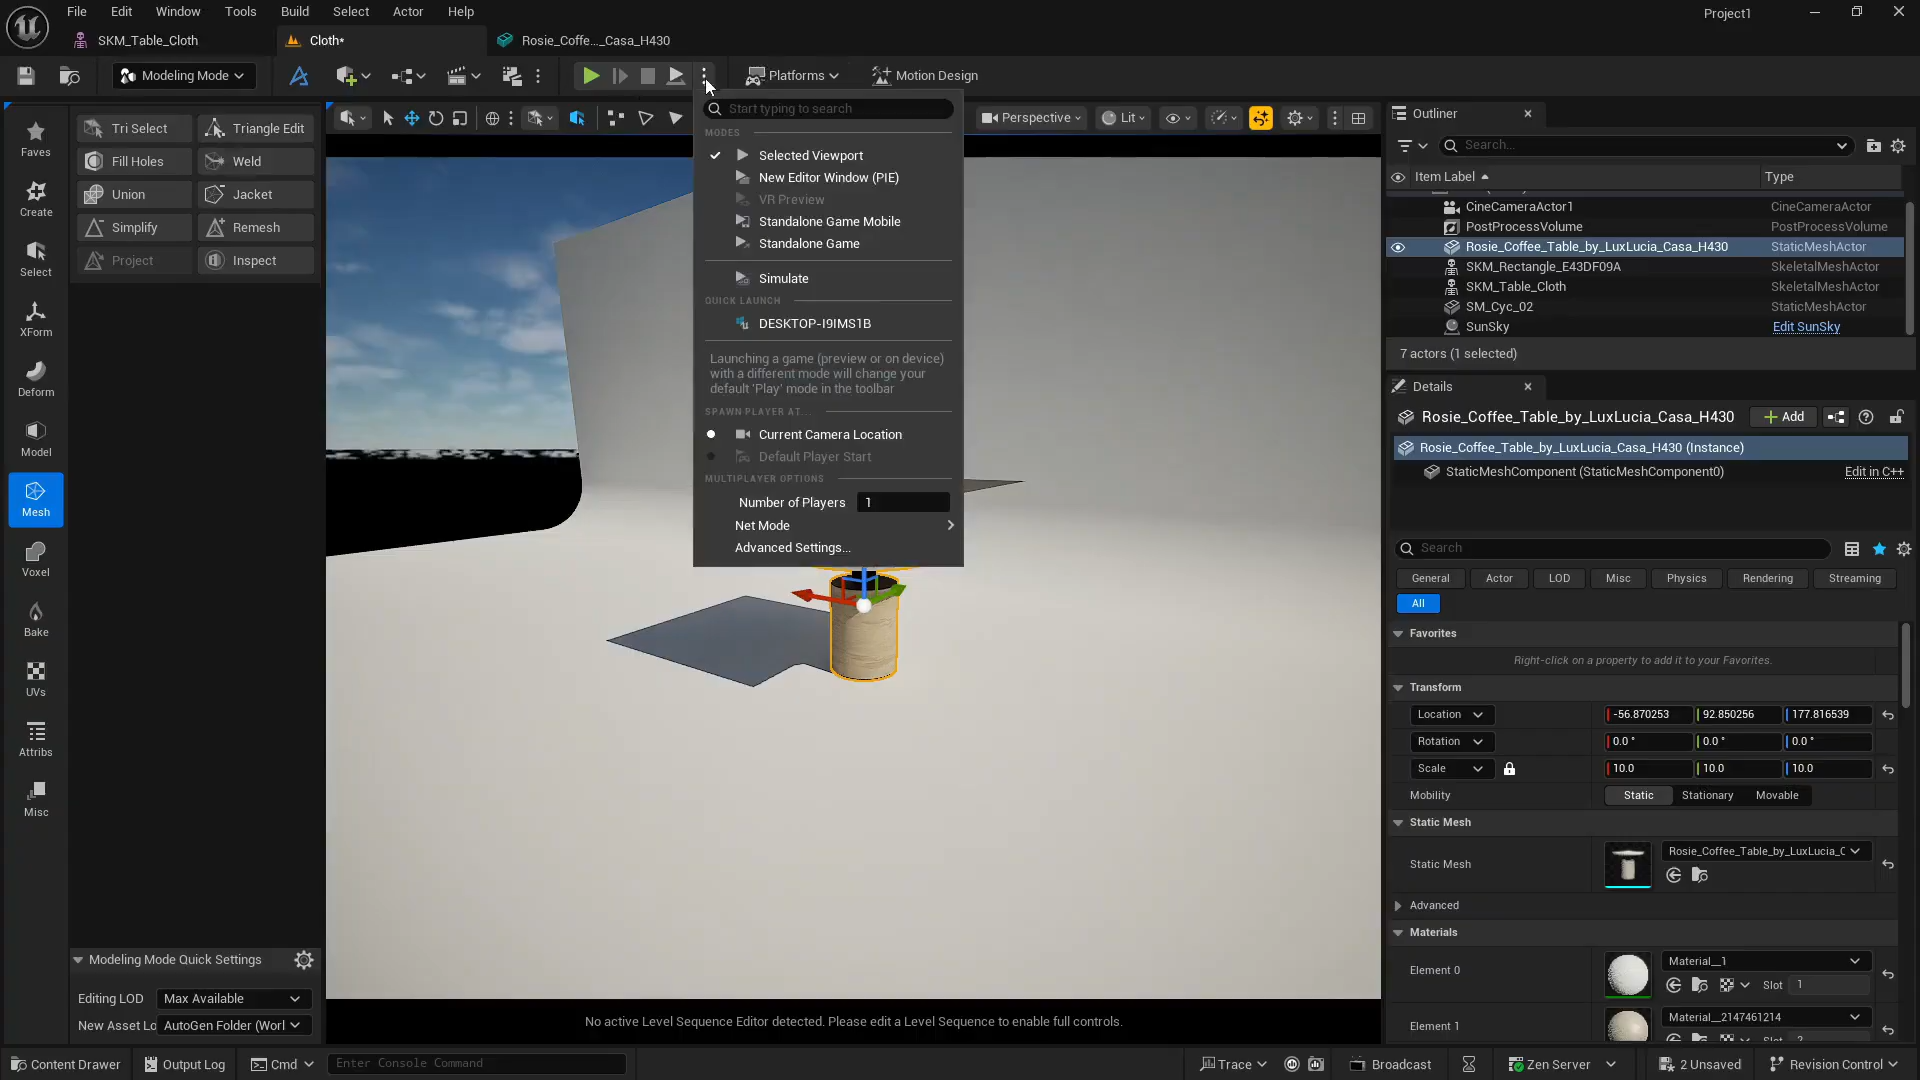 File Edit Window Tools Build Select Actor Help
Project1
SKM_Table_Cloth
Cloth*
Rosie_Coffe..._Casa_H430
Modeling Mode
Platforms
Motion Design
Faves
Create
Select
XForm
Deform
Model
Mesh
Voxel
Bake
UVs
Attribs
Misc
Tri Select
Triangle Edit
Fill Holes
Weld
Union
Jacket
Simplify
Remesh
Project
Inspect
Modeling Mode Quick Settings
Editing LOD
Max Available
New Asset Lo
AutoGen Folder (Worl
Start typing to search
MODES
Selected Viewport
New Editor Window (PIE)
VR Preview
Standalone Game Mobile
Standalone Game
Simulate
QUICK LAUNCH
DESKTOP-I9IMS1B
Launching a game (preview or on device)
with a different mode will change your
default 'Play' mode in the toolbar
SPAWN PLAYER AT...
Current Camera Location
Default Player Start
MULTIPLAYER OPTIONS
Number of Players
1
Net Mode
Advanced Settings...
Perspective
Lit
No active Level Sequence Editor detected. Please edit a Level Sequence to enable full controls.
Outliner
Search...
Item Label
Type
CineCameraActor1
CineCameraActor
PostProcessVolume
PostProcessVolume
Rosie_Coffee_Table_by_LuxLucia_Casa_H430
StaticMeshActor
SKM_Rectangle_E43DF09A
SkeletalMeshActor
SKM_Table_Cloth
SkeletalMeshActor
SM_Cyc_02
StaticMeshActor
SunSky
Edit SunSky
7 actors (1 selected)
Details
Rosie_Coffee_Table_by_LuxLucia_Casa_H430
Add
Rosie_Coffee_Table_by_LuxLucia_Casa_H430 (Instance)
StaticMeshComponent (StaticMeshComponent0)
Edit in C++
Search
General
Actor
LOD
Misc
Physics
Rendering
Streaming
All
Favorites
Right-click on a property to add it to your Favorites.
Transform
Location
-56.870253
92.850256
177.816539
Rotation
0.0 °
0.0 °
0.0 °
Scale
10.0
10.0
10.0
Mobility
Static
Stationary
Movable
Static Mesh
Static Mesh
Rosie_Coffee_Table_by_LuxLucia_C
Advanced
Materials
Element 0
Material__1
Slot
1
Element 1
Material__2147461214
Content Drawer
Output Log
Cmd
Enter Console Command
Trace
Broadcast
Zen Server
2 Unsaved
Revision Control